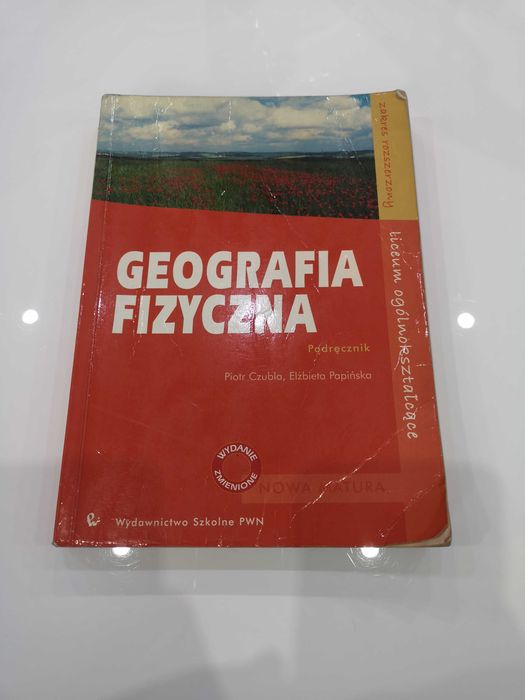 zakres rozszerzony
liceum ogólnokształcące
GEOGRAFIA
FIZYCZNA
Podręcznik
Piotr Czubla, Elżbieta Papińska
WYDANIE
ZMIENIONE
NOWA MATURA
Wydawnictwo Szkolne PWN